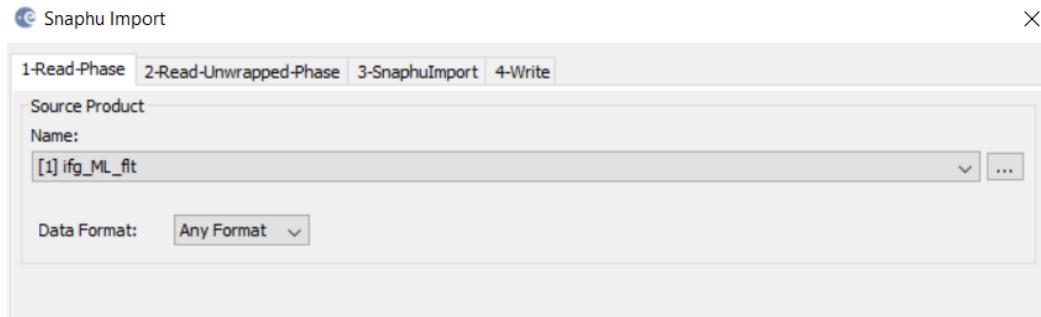 Snaphu Import
1-Read-Phase 2-Read-Unwrapped-Phase 3-SnaphuImport 4-Write
Source Product
Name:
[1] ifg_ML_flt ...
Data Format: Any Format